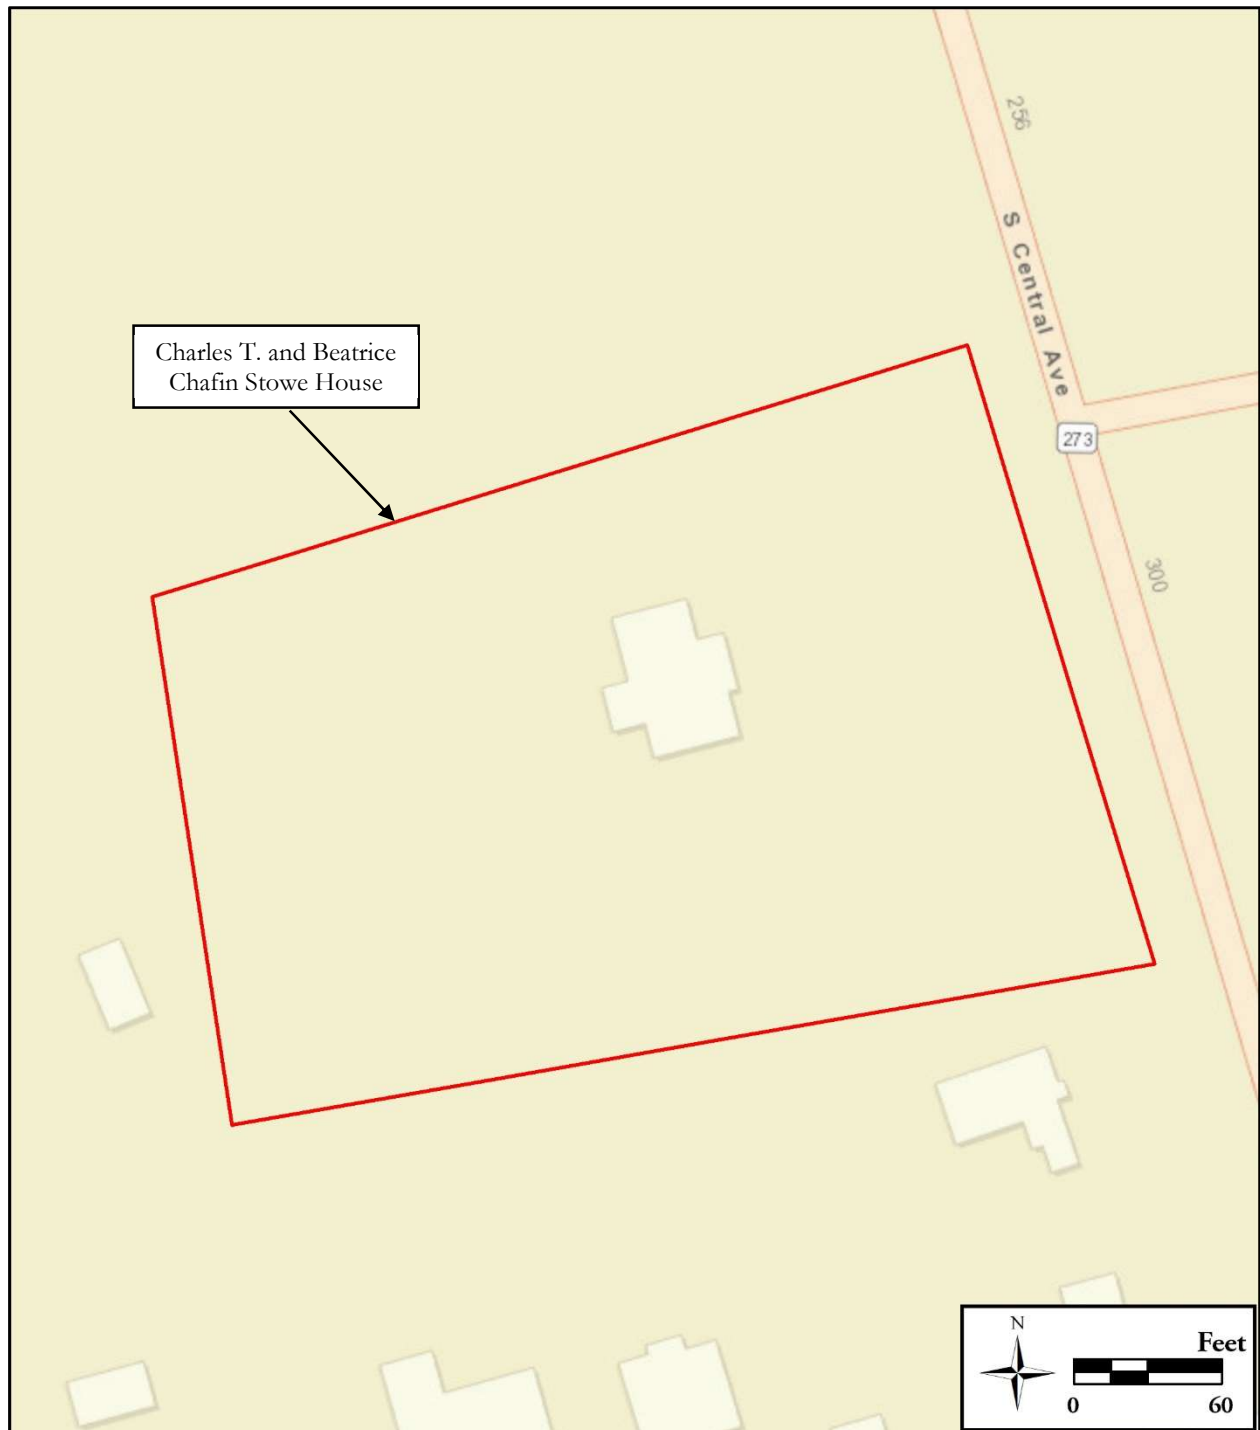 256
S Central Ave
Charles T. and Beatrice
Chafin Stowe House
273
300
N
Feet
0 60